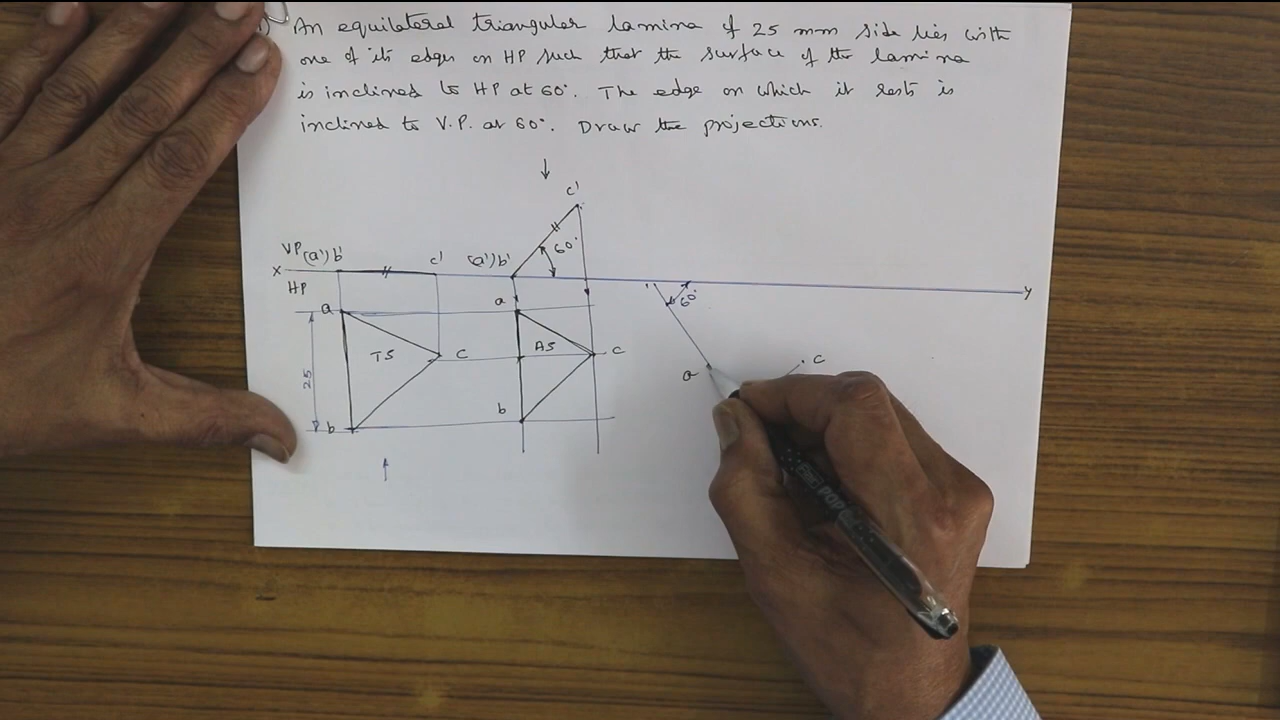 An equilateral triangular lamina of 25 mm side lies with
one of its edges on HP such that the surface of the lamina
is inclined to HP at 60°. The edge on which it rests is
inclined to V.P. at 60°. Draw the projections.
c'
60°
VP (a') b' c' (a') b'
X HP Y
a a 60°
TS c AS c a c
25
b b